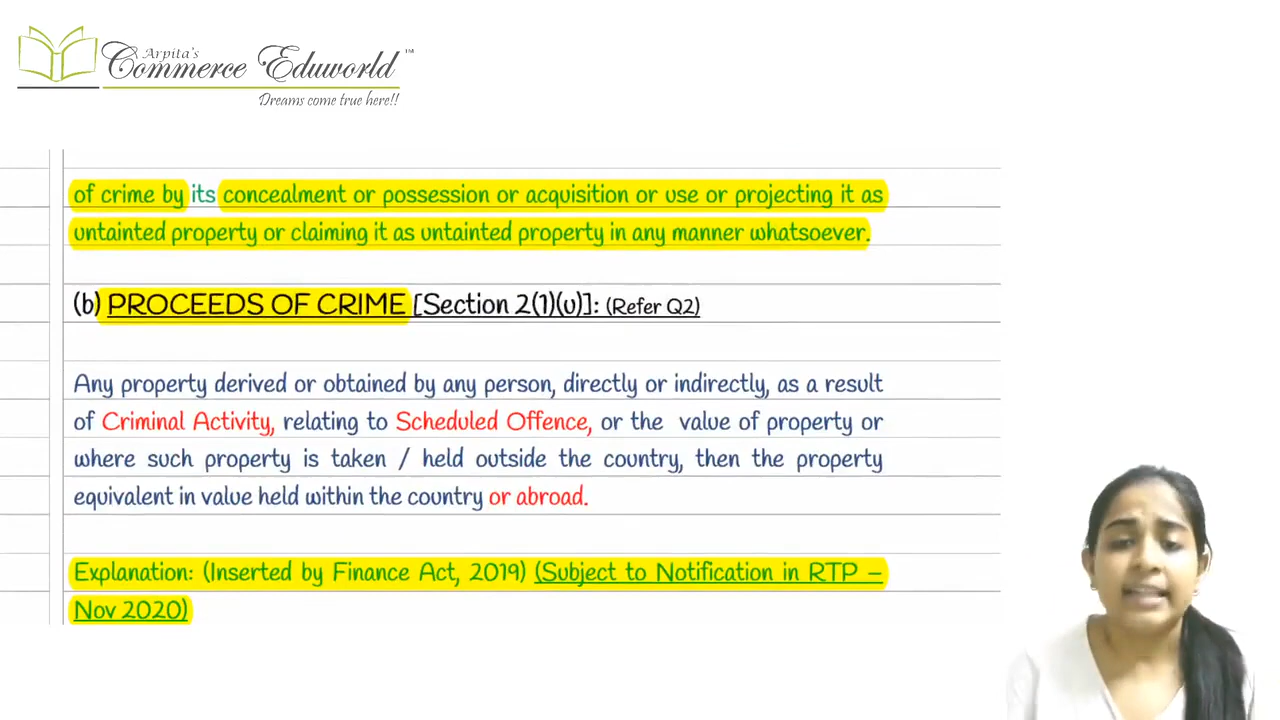 Arpita's
Commerce Eduworld™
Dreams come true here!!
of crime by its concealment or possession or acquisition or use or projecting it as
untainted property or claiming it as untainted property in any manner whatsoever.
(b) PROCEEDS OF CRIME [Section 2(1)(u)]: (Refer Q2)
Any property derived or obtained by any person, directly or indirectly, as a result
of Criminal Activity, relating to Scheduled Offence, or the value of property or
where such property is taken / held outside the country, then the property
equivalent in value held within the country or abroad.
Explanation: (Inserted by Finance Act, 2019) (Subject to Notification in RTP –
Nov 2020)